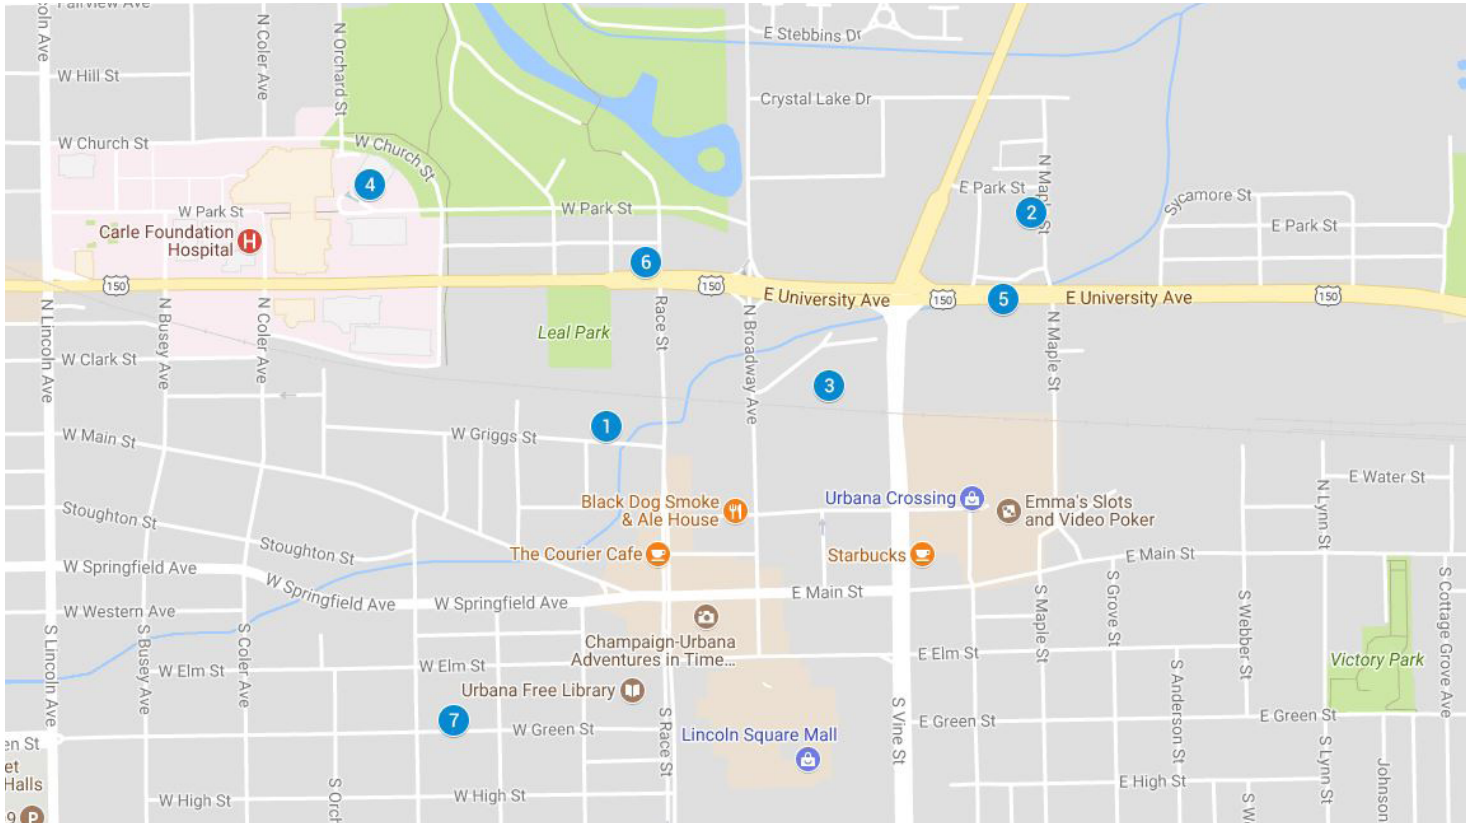 Fairview Ave
E Stebbins Dr
N Coler Ave
N Orchard St
W Hill St
Crystal Lake Dr
W Church St
W Church St
4
N Maple St
E Park St
Sycamore St
2
W Park St
W Park St
E Park St
Carle Foundation
Hospital
H
6
150
150
E University Ave
150
5
E University Ave
150
N Lincoln Ave
N Busey Ave
N Coler Ave
Leal Park
Race St
N Broadway Ave
N Maple St
W Clark St
3
1
W Main St
W Griggs St
E Water St
N Lynn St
Black Dog Smoke
& Ale House
Urbana Crossing
Emma's Slots
and Video Poker
Stoughton St
Stoughton St
The Courier Cafe
Starbucks
E Main St
W Springfield Ave
W Springfield Ave
W Springfield Ave
E Main St
W Western Ave
S Lincoln Ave
S Busey Ave
S Coler Ave
S Maple St
S Grove St
S Webber St
S Cottage Grove Ave
Champaign-Urbana
Adventures in Time...
W Elm St
W Elm St
E Elm St
S Anderson St
Victory Park
Urbana Free Library
7
W Green St
S Race St
S Vine St
E Green St
E Green St
en St
Lincoln Square Mall
S Lynn St
et
Halls
S Orch
W High St
W High St
E High St
S W
Johnson
9 P